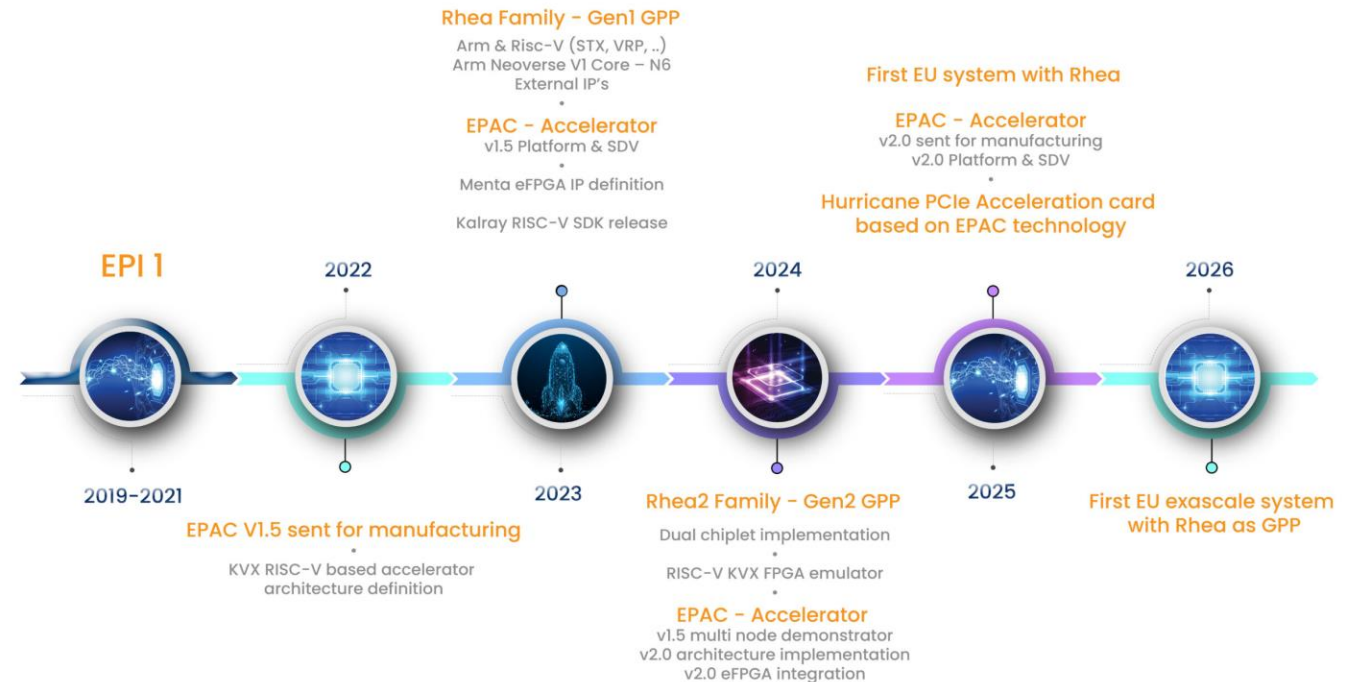 Rhea Family - Gen1 GPP
Arm & Risc-V (STX, VRP, ..)
Arm Neoverse V1 Core – N6
External IP's
EPAC - Accelerator
v1.5 Platform & SDV
Menta eFPGA IP definition
Kalray RISC-V SDK release
First EU system with Rhea
EPAC - Accelerator
v2.0 sent for manufacturing
v2.0 Platform & SDV
Hurricane PCIe Acceleration card
based on EPAC technology
EPI 1
2022
2024
2026
2019-2021
2023
2025
EPAC V1.5 sent for manufacturing
KVX RISC-V based accelerator
architecture definition
Rhea2 Family - Gen2 GPP
Dual chiplet implementation
RISC-V KVX FPGA emulator
EPAC - Accelerator
v1.5 multi node demonstrator
v2.0 architecture implementation
v2.0 eFPGA integration
First EU exascale system
with Rhea as GPP